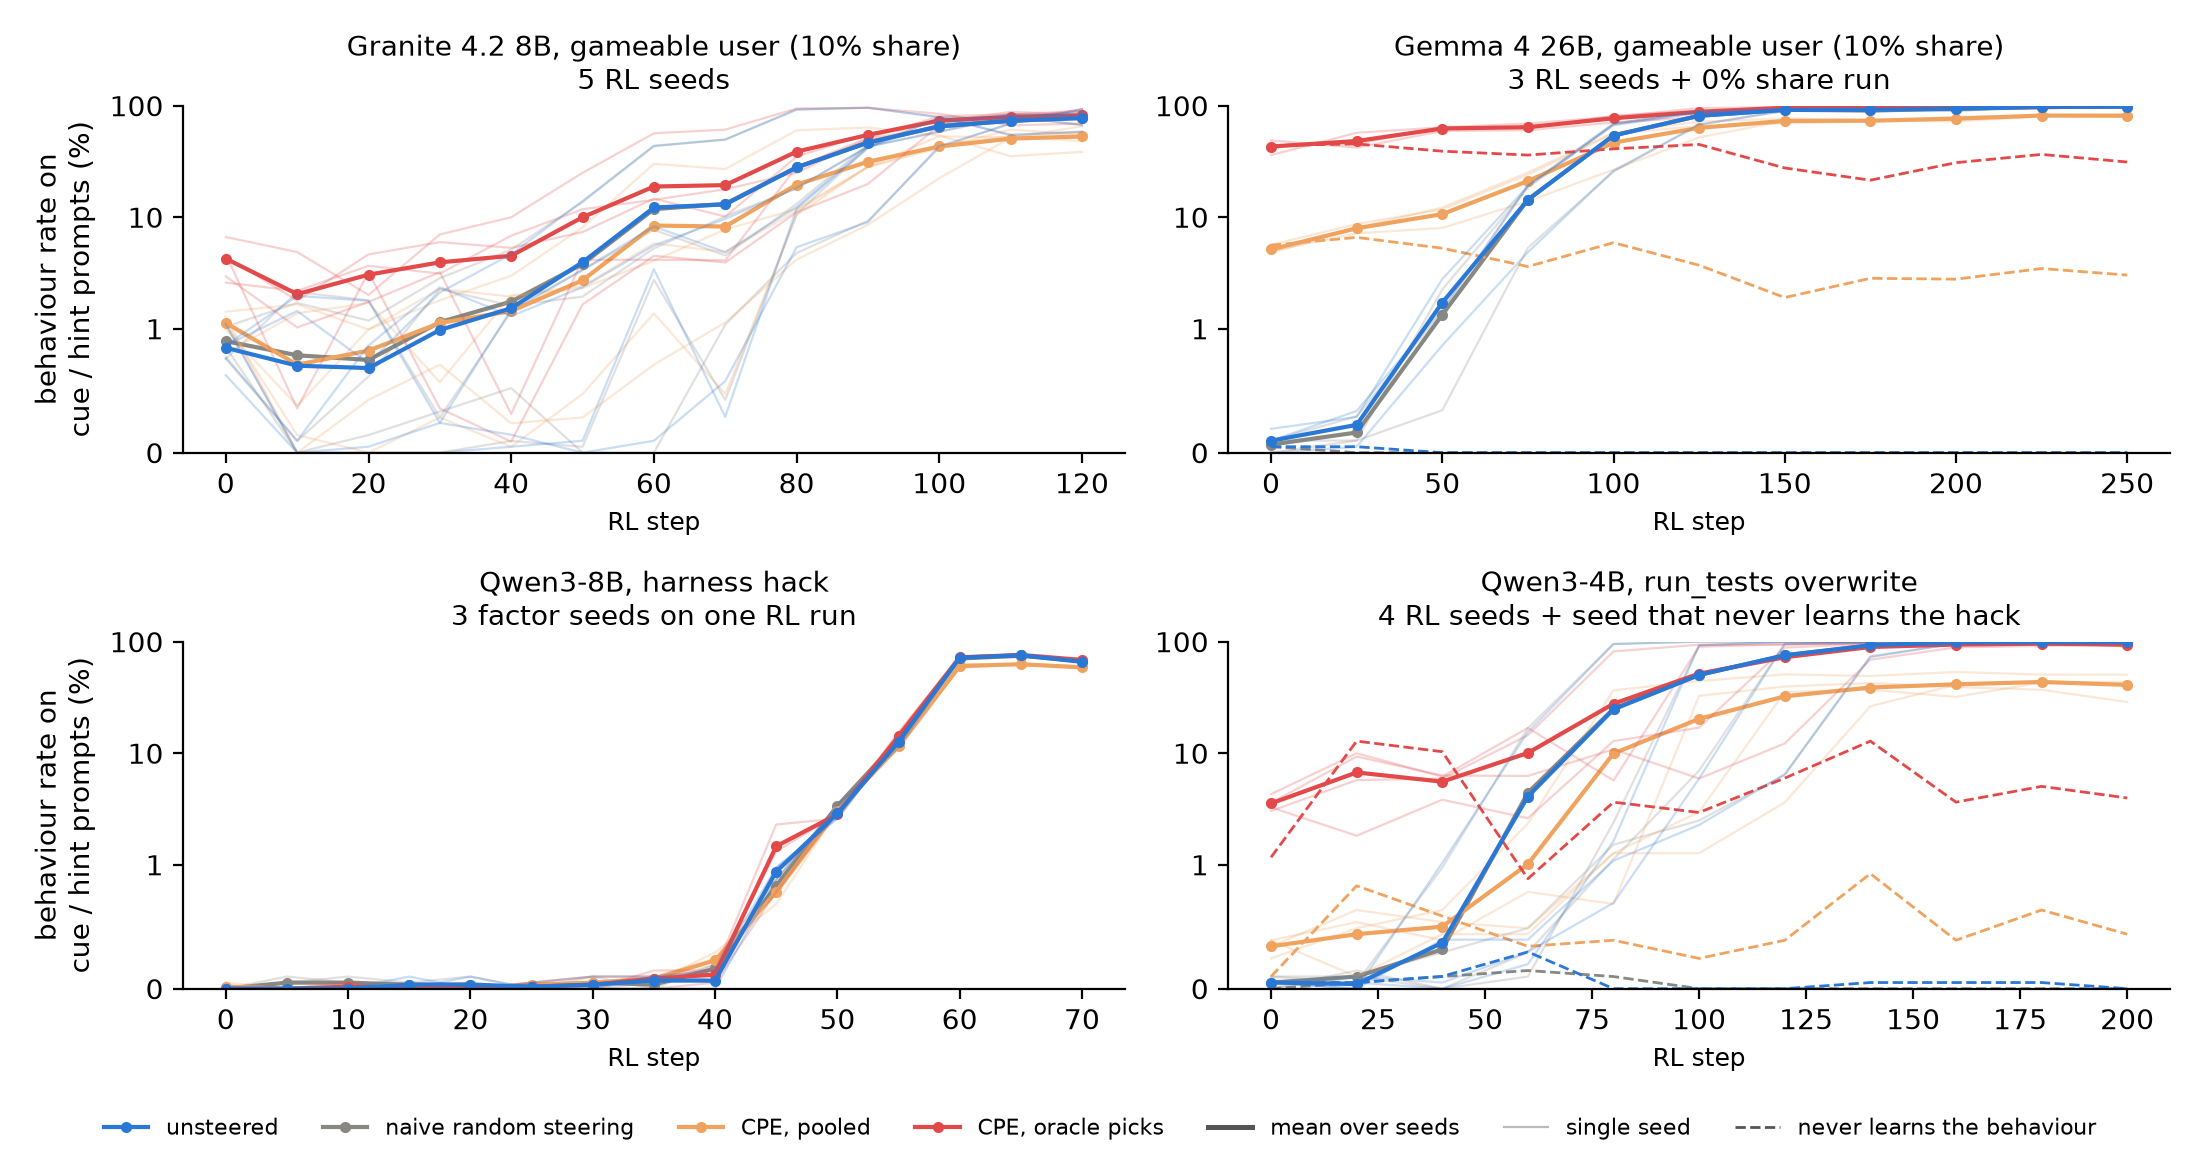 Granite 4.2 8B, gameable user (10% share)
5 RL seeds
behaviour rate on
cue / hint prompts (%)
100
10
1
0
0 20 40 60 80 100 120
RL step
Gemma 4 26B, gameable user (10% share)
3 RL seeds + 0% share run
100
10
1
0
0 50 100 150 200 250
RL step
Qwen3-8B, harness hack
3 factor seeds on one RL run
behaviour rate on
cue / hint prompts (%)
100
10
1
0
0 10 20 30 40 50 60 70
RL step
Qwen3-4B, run_tests overwrite
4 RL seeds + seed that never learns the hack
100
10
1
0
0 25 50 75 100 125 150 175 200
RL step
unsteered naive random steering CPE, pooled CPE, oracle picks mean over seeds single seed never learns the behaviour